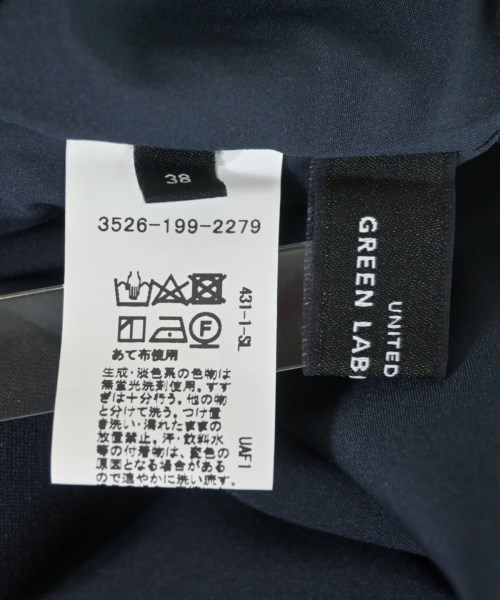 38
3526-199-2279
431-1-SL
F
あて布使用
生成・淡色系の色物は
無蛍光洗剤使用。すす
ぎは十分行う。他の物
と分けて洗う。つけ置
き洗い・濡れたままの
放置禁止。汗・飲料水
等の付着物は、変色の
原因となる場合がある
ので穏やかに洗い流す。
UAF1
UNITED
GREEN LAB